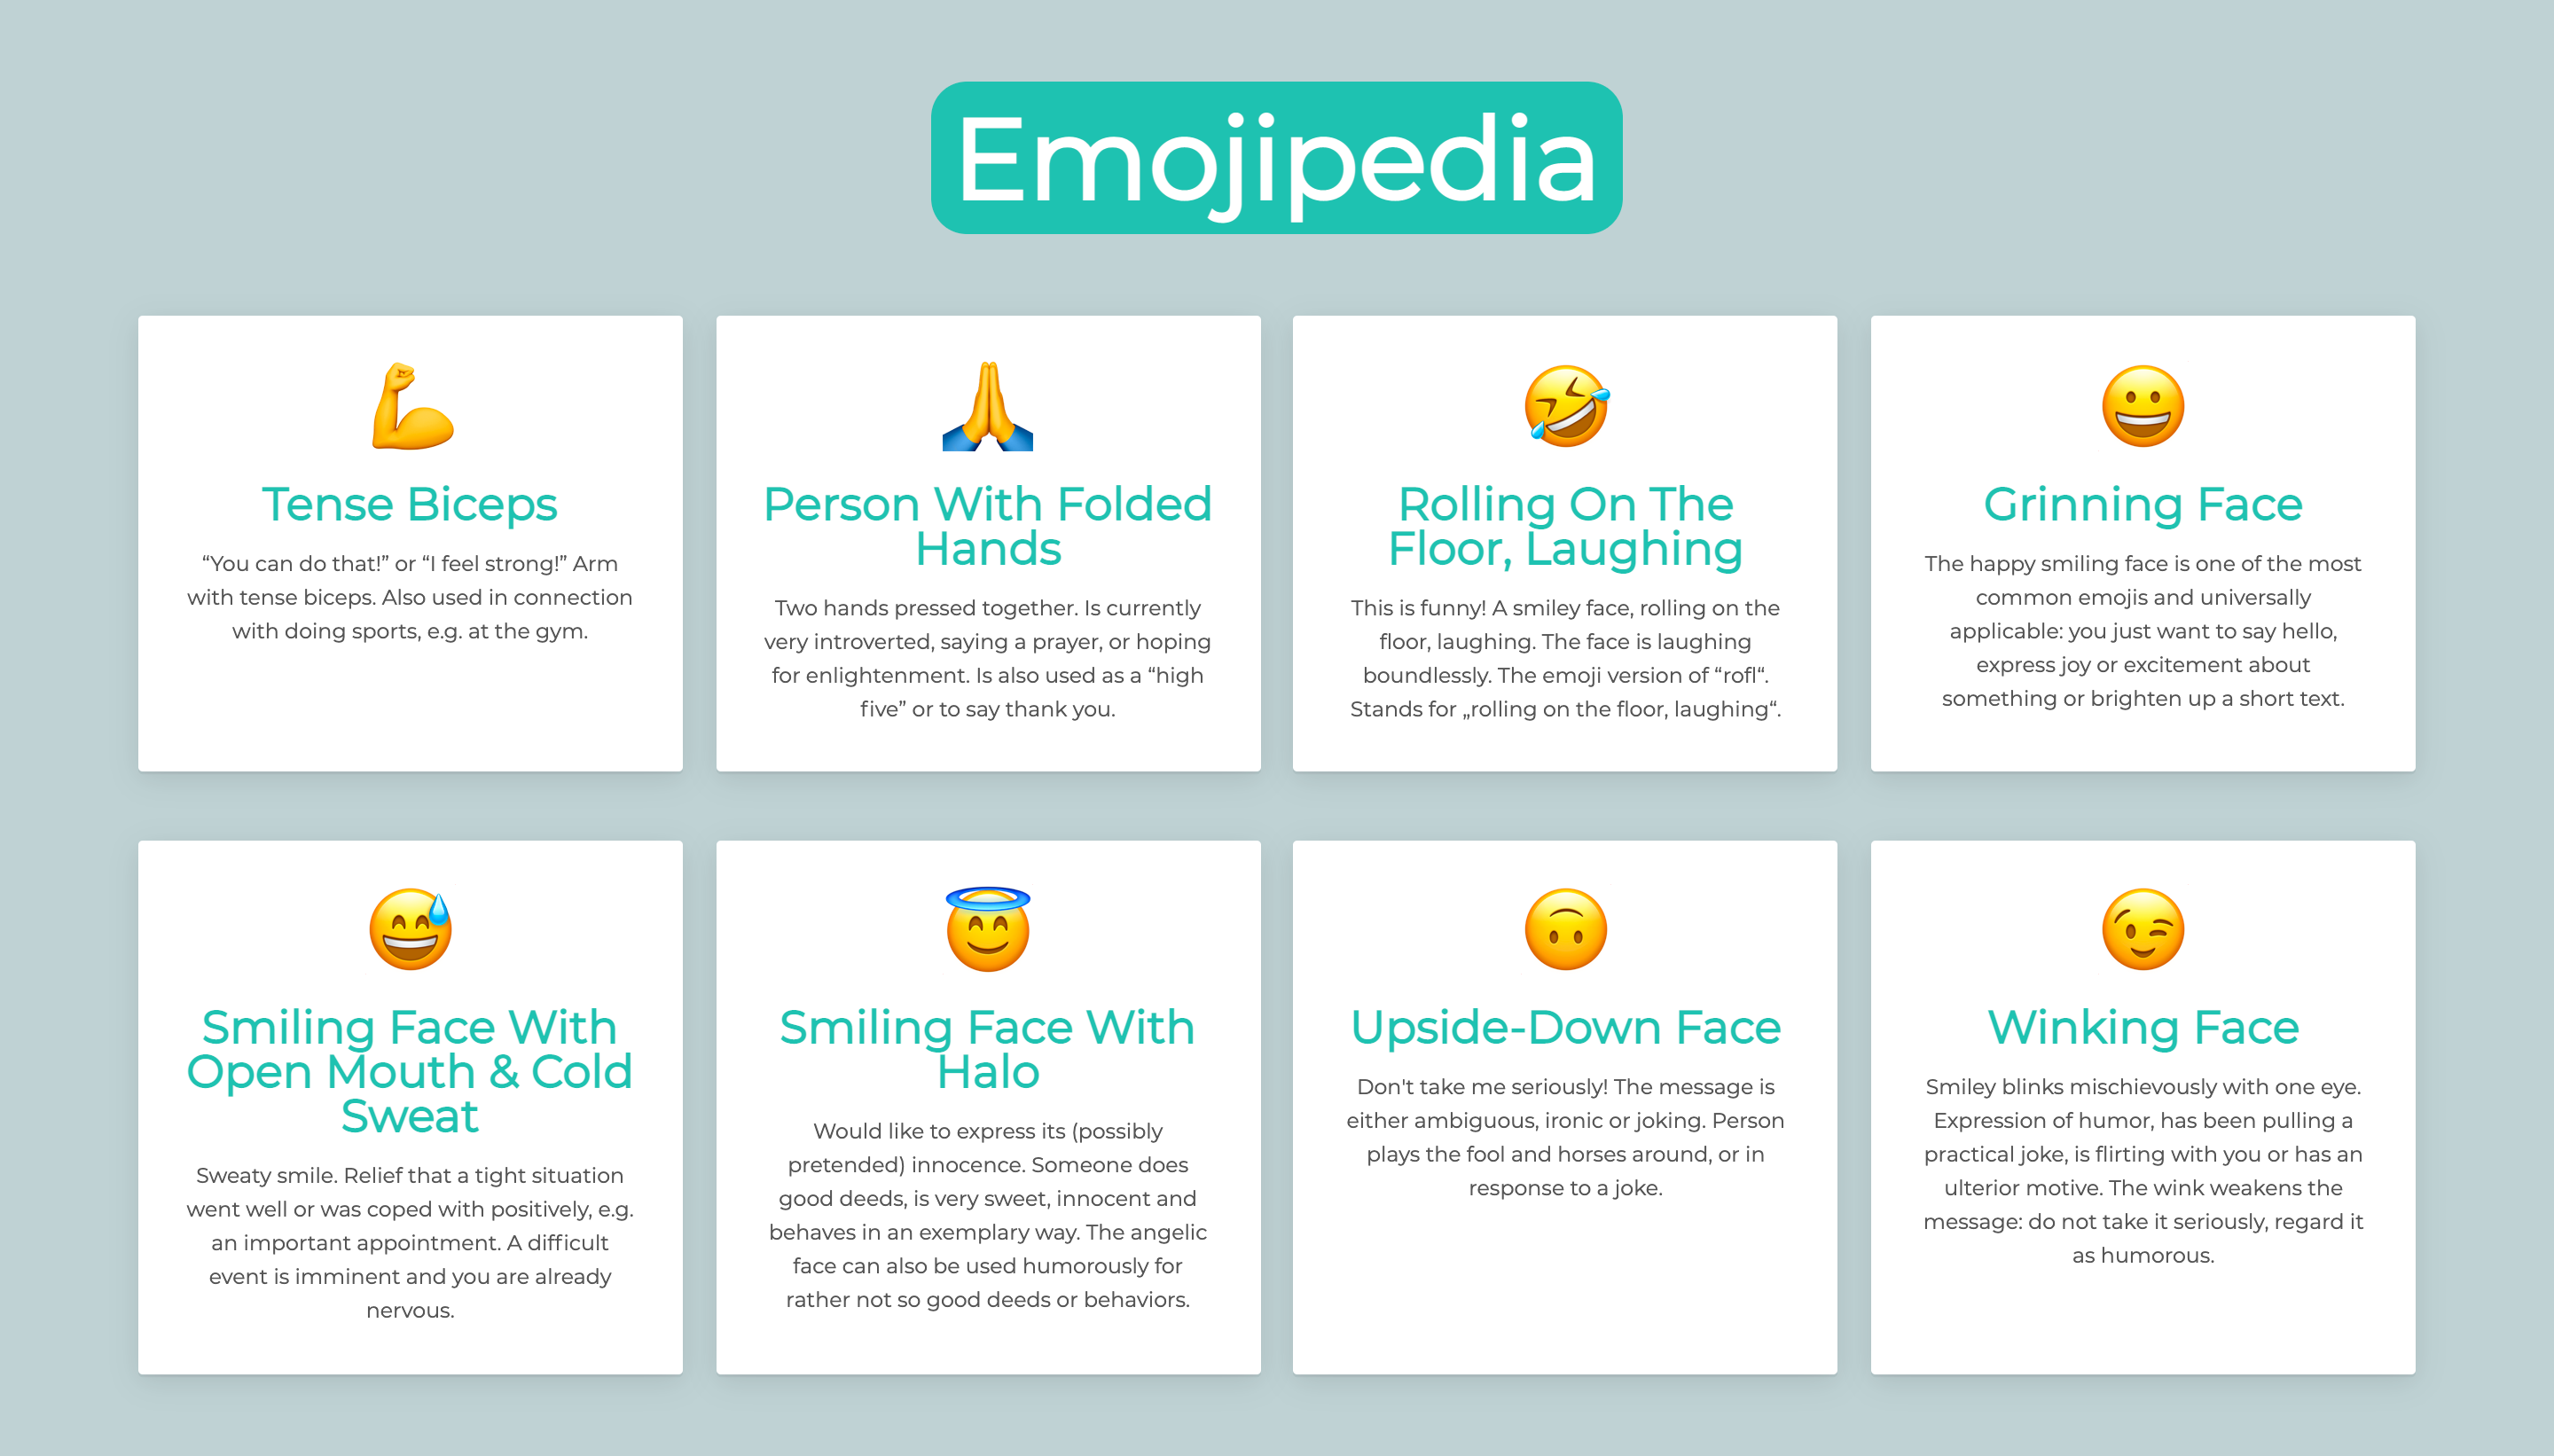 Emojipedia
Tense Biceps
“You can do that!” or “I feel strong!” Arm
with tense biceps. Also used in connection
with doing sports, e.g. at the gym.
Person With Folded
Hands
Two hands pressed together. Is currently
very introverted, saying a prayer, or hoping
for enlightenment. Is also used as a “high
five” or to say thank you.
Rolling On The
Floor, Laughing
This is funny! A smiley face, rolling on the
floor, laughing. The face is laughing
boundlessly. The emoji version of “rofl“.
Stands for „rolling on the floor, laughing“.
Grinning Face
The happy smiling face is one of the most
common emojis and universally
applicable: you just want to say hello,
express joy or excitement about
something or brighten up a short text.
Smiling Face With
Open Mouth & Cold
Sweat
Sweaty smile. Relief that a tight situation
went well or was coped with positively, e.g.
an important appointment. A difficult
event is imminent and you are already
nervous.
Smiling Face With
Halo
Would like to express its (possibly
pretended) innocence. Someone does
good deeds, is very sweet, innocent and
behaves in an exemplary way. The angelic
face can also be used humorously for
rather not so good deeds or behaviors.
Upside-Down Face
Don't take me seriously! The message is
either ambiguous, ironic or joking. Person
plays the fool and horses around, or in
response to a joke.
Winking Face
Smiley blinks mischievously with one eye.
Expression of humor, has been pulling a
practical joke, is flirting with you or has an
ulterior motive. The wink weakens the
message: do not take it seriously, regard it
as humorous.